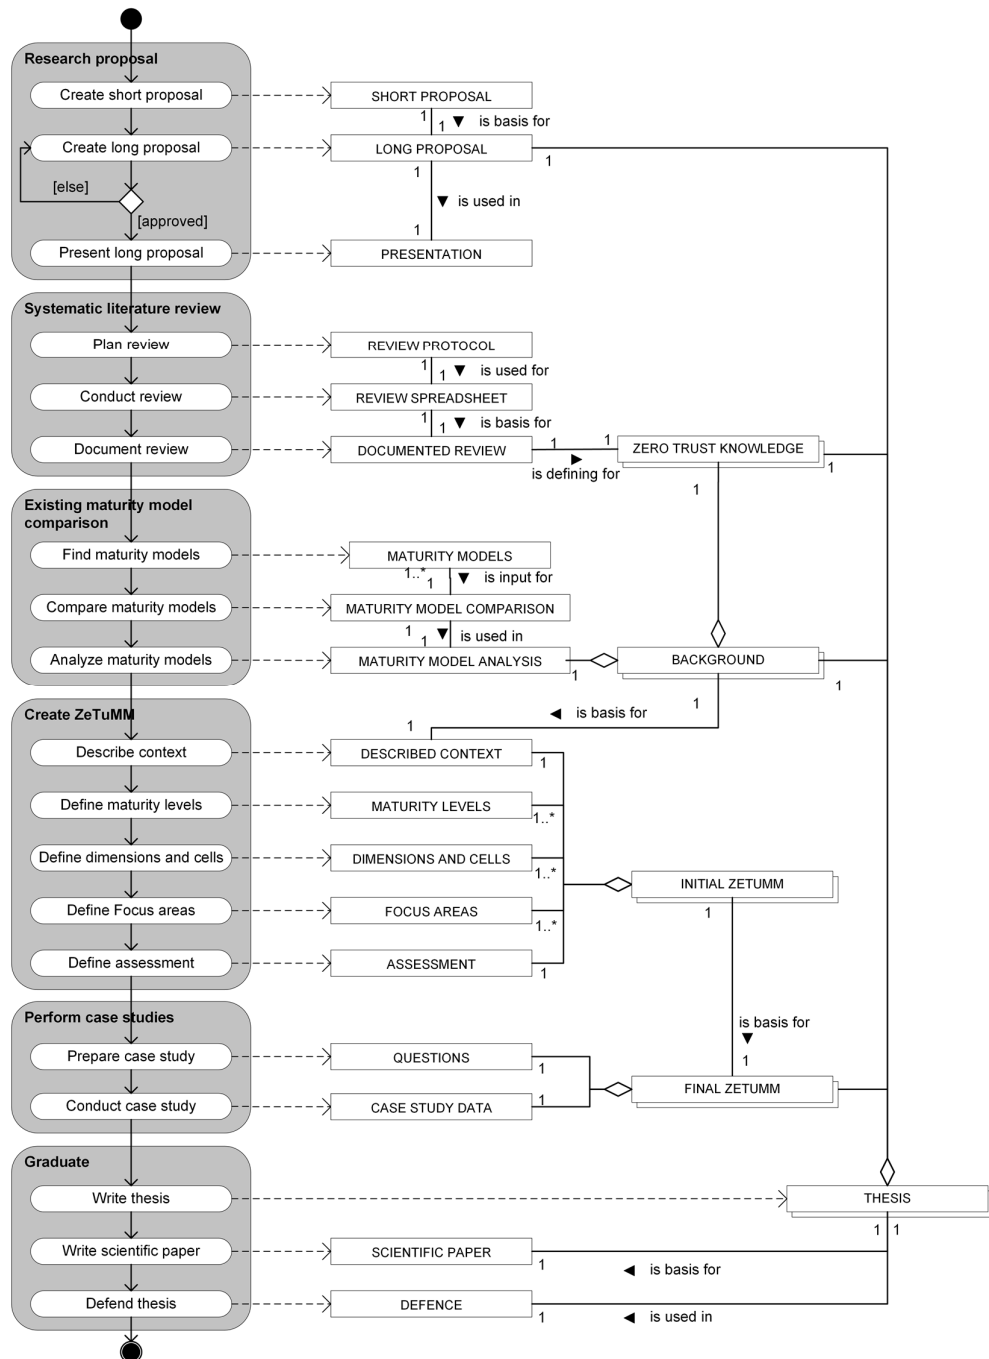 Research proposal
Create short proposal
SHORT PROPOSAL
1
1
is basis for
Create long proposal
LONG PROPOSAL
1
1
[else]
is used in
[approved]
1
Present long proposal
PRESENTATION
Systematic literature review
Plan review
REVIEW PROTOCOL
1
1
is used for
Conduct review
REVIEW SPREADSHEET
1
1
is basis for
Document review
DOCUMENTED REVIEW
1
1
is defining for
ZERO TRUST KNOWLEDGE
1
1
Existing maturity model
comparison
Find maturity models
MATURITY MODELS
1..*
1
is input for
Compare maturity models
MATURITY MODEL COMPARISON
1
1
is used in
Analyze maturity models
MATURITY MODEL ANALYSIS
1
BACKGROUND
1
1
is basis for
1
Create ZeTuMM
Describe context
DESCRIBED CONTEXT
1
Define maturity levels
MATURITY LEVELS
1..*
Define dimensions and cells
DIMENSIONS AND CELLS
1..*
INITIAL ZETUMM
1
Define Focus areas
FOCUS AREAS
1..*
Define assessment
ASSESSMENT
1
Perform case studies
is basis for
1
Prepare case study
QUESTIONS
1
FINAL ZETUMM
Conduct case study
CASE STUDY DATA
1
Graduate
Write thesis
THESIS
1
1
Write scientific paper
SCIENTIFIC PAPER
1
is basis for
Defend thesis
DEFENCE
1
is used in